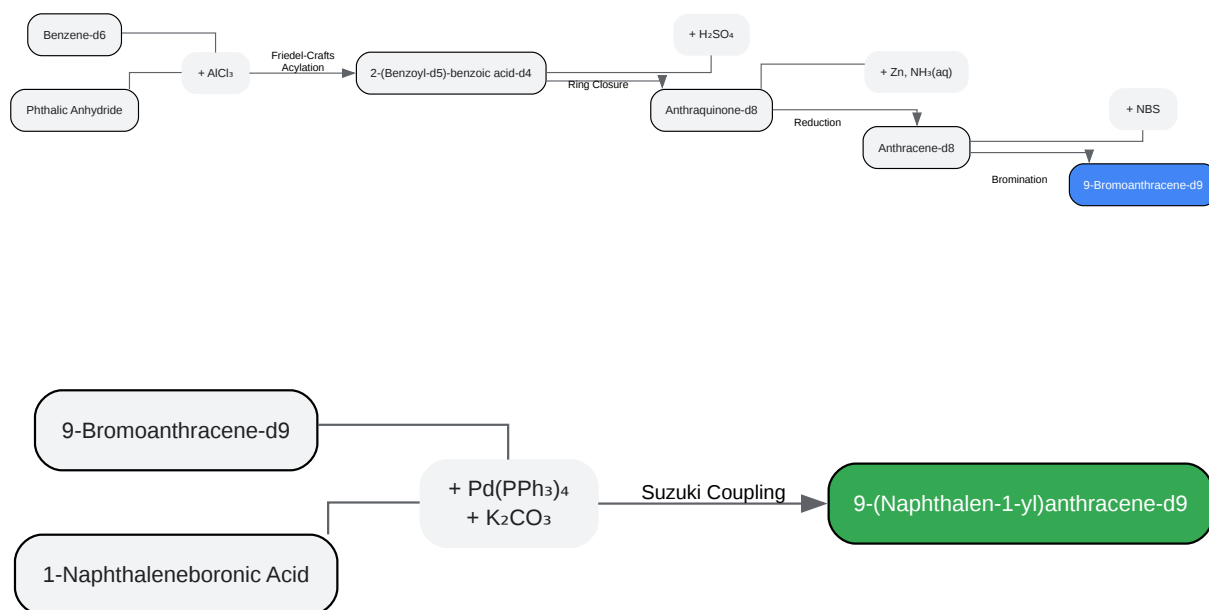 Benzene-d6
+ H₂SO₄
Friedel-Crafts
Acylation
+ AlCl₃
2-(Benzoyl-d5)-benzoic acid-d4
+ Zn, NH₃(aq)
Ring Closure
Phthalic Anhydride
Anthraquinone-d8
+ NBS
Reduction
Anthracene-d8
Bromination
9-Bromoanthracene-d9
9-Bromoanthracene-d9
+ Pd(PPh₃)₄
+ K₂CO₃
Suzuki Coupling
9-(Naphthalen-1-yl)anthracene-d9
1-Naphthaleneboronic Acid